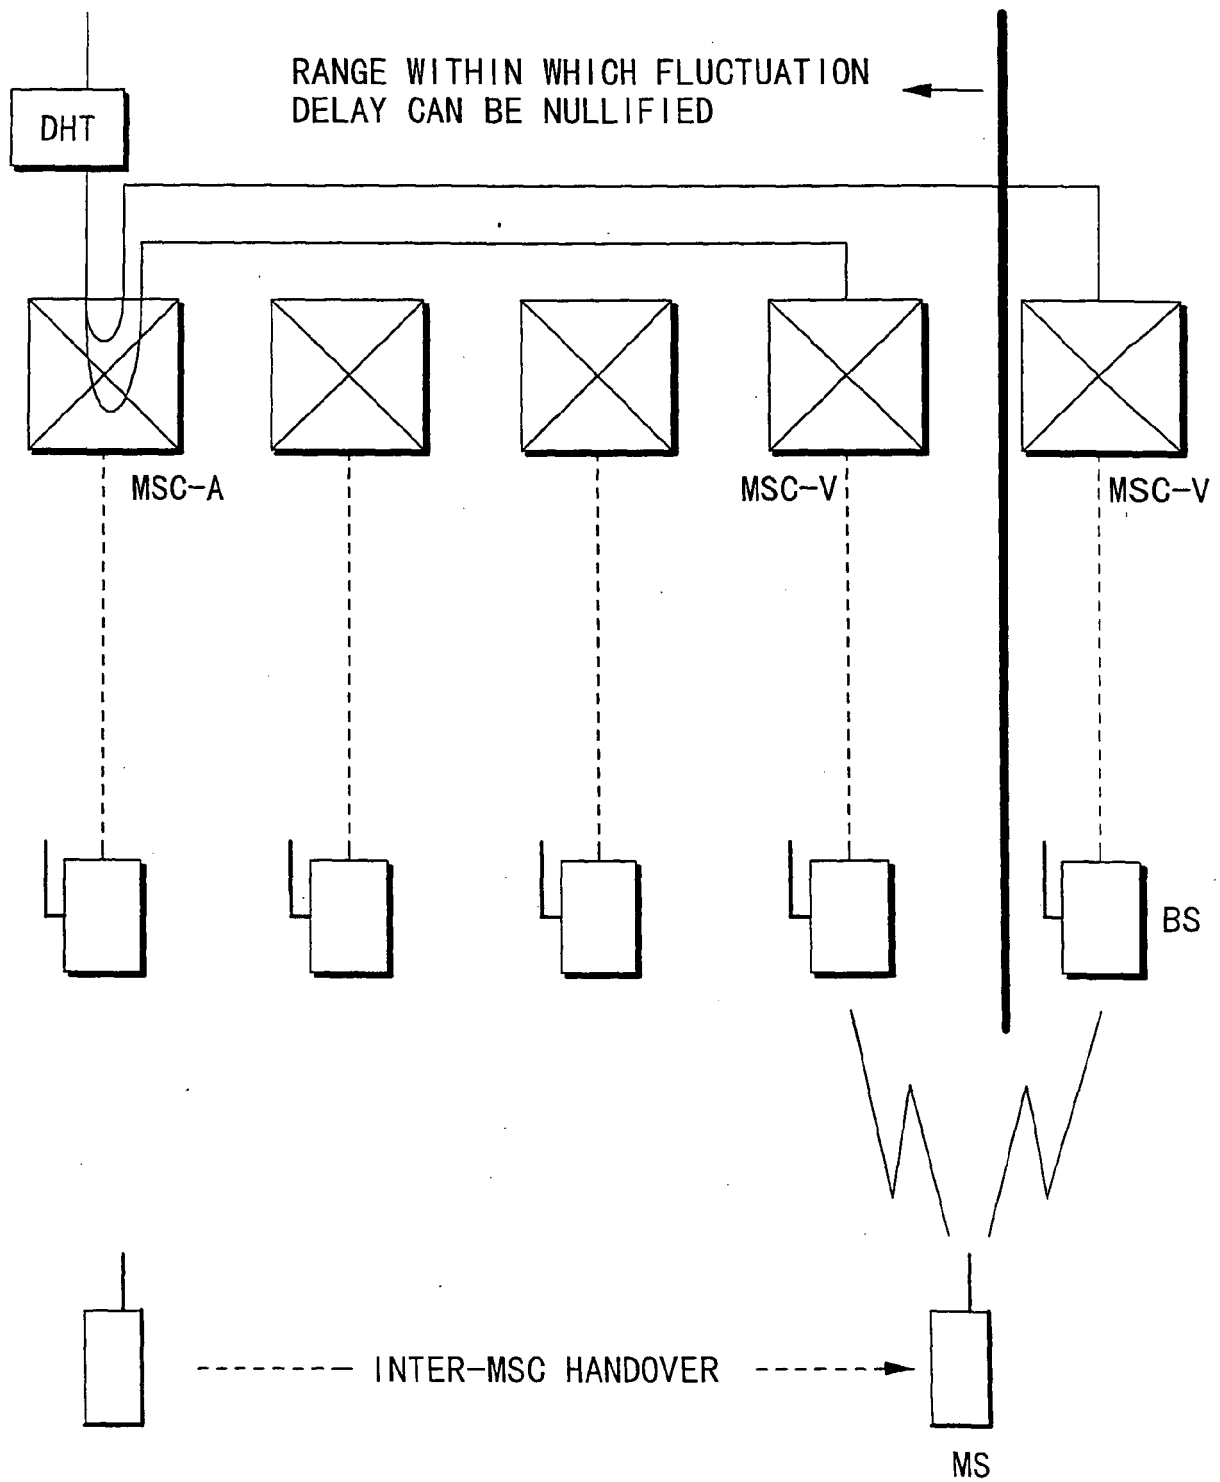 RANGE WITHIN WHICH FLUCTUATION
DELAY CAN BE NULLIFIED
DHT
MSC-A
MSC-V
MSC-V
BS
INTER-MSC HANDOVER
MS